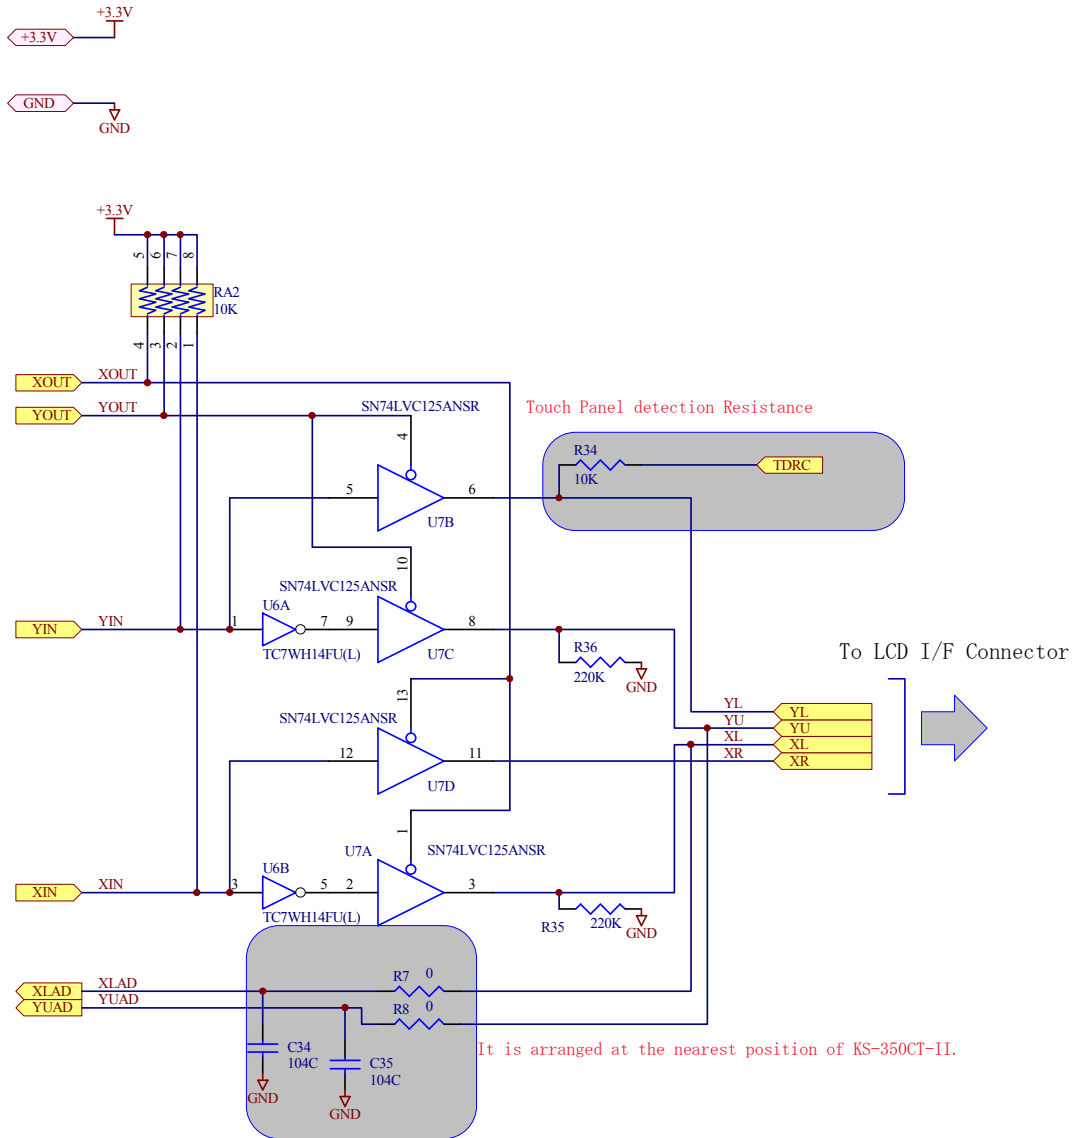 +3.3V
+3.3V
GND
GND
+3.3V
5
6
7
8
RA2
10K
4
3
2
1
XOUT
XOUT
YOUT
YOUT
SN74LVC125ANSR
Touch Panel detection Resistance
4
R34
10K
TDRC
5
6
U7B
10
SN74LVC125ANSR
U6A
YIN
YIN
1
7
9
8
TC7WH14FU(L)
U7C
R36
220K
GND
To LCD I/F Connector
13
SN74LVC125ANSR
YL
YL
YU
YU
XL
XL
XR
XR
12
11
U7D
1
U7A
SN74LVC125ANSR
U6B
XIN
XIN
3
5
2
3
TC7WH14FU(L)
R35
220K
GND
XLAD
XLAD
R7
0
YUAD
YUAD
R8
0
C34
104C
C35
104C
It is arranged at the nearest position of KS-350CT-II.
GND
GND